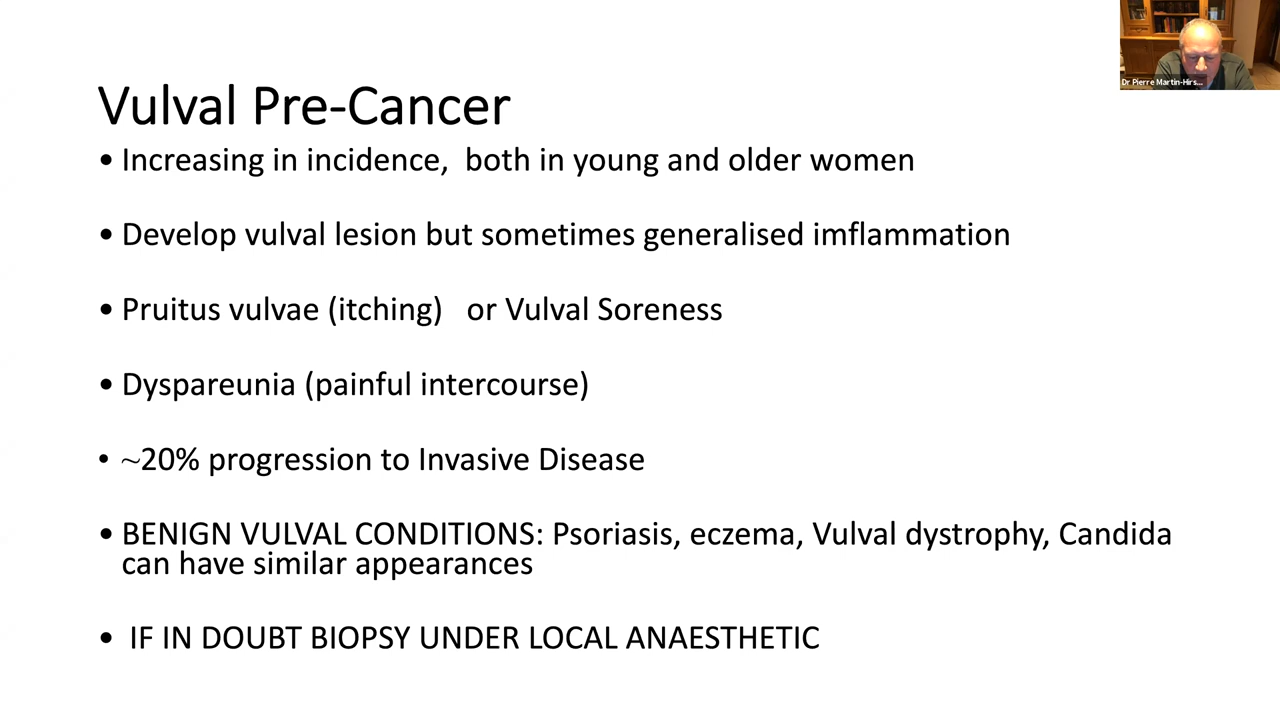 Dr Pierre Martin-Hirs...
Vulval Pre-Cancer
• Increasing in incidence,  both in young and older women
• Develop vulval lesion but sometimes generalised imflammation
• Pruitus vulvae (itching)   or Vulval Soreness
• Dyspareunia (painful intercourse)
• ~20% progression to Invasive Disease
• BENIGN VULVAL CONDITIONS: Psoriasis, eczema, Vulval dystrophy, Candida
can have similar appearances
•  IF IN DOUBT BIOPSY UNDER LOCAL ANAESTHETIC